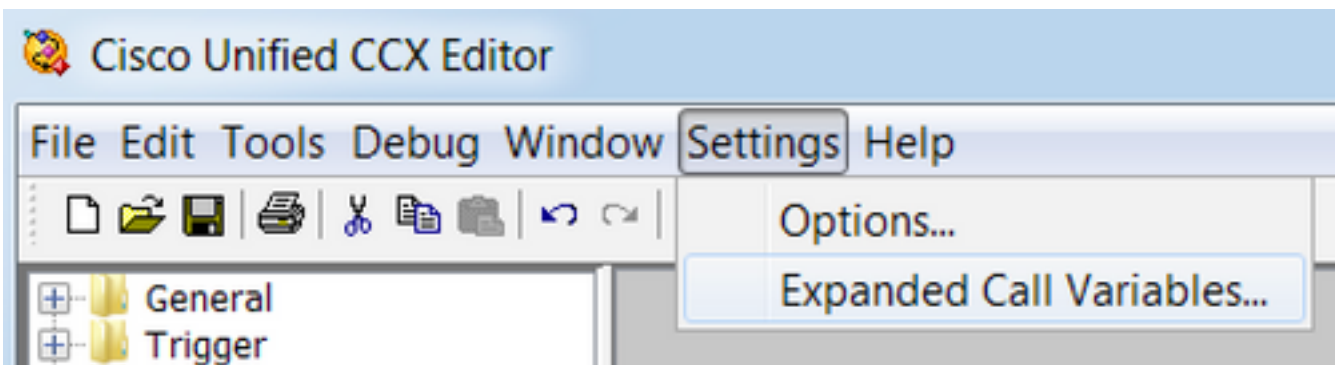 Cisco Unified CCX Editor
File Edit Tools Debug Window Settings Help
Options...
Expanded Call Variables...
General
Trigger